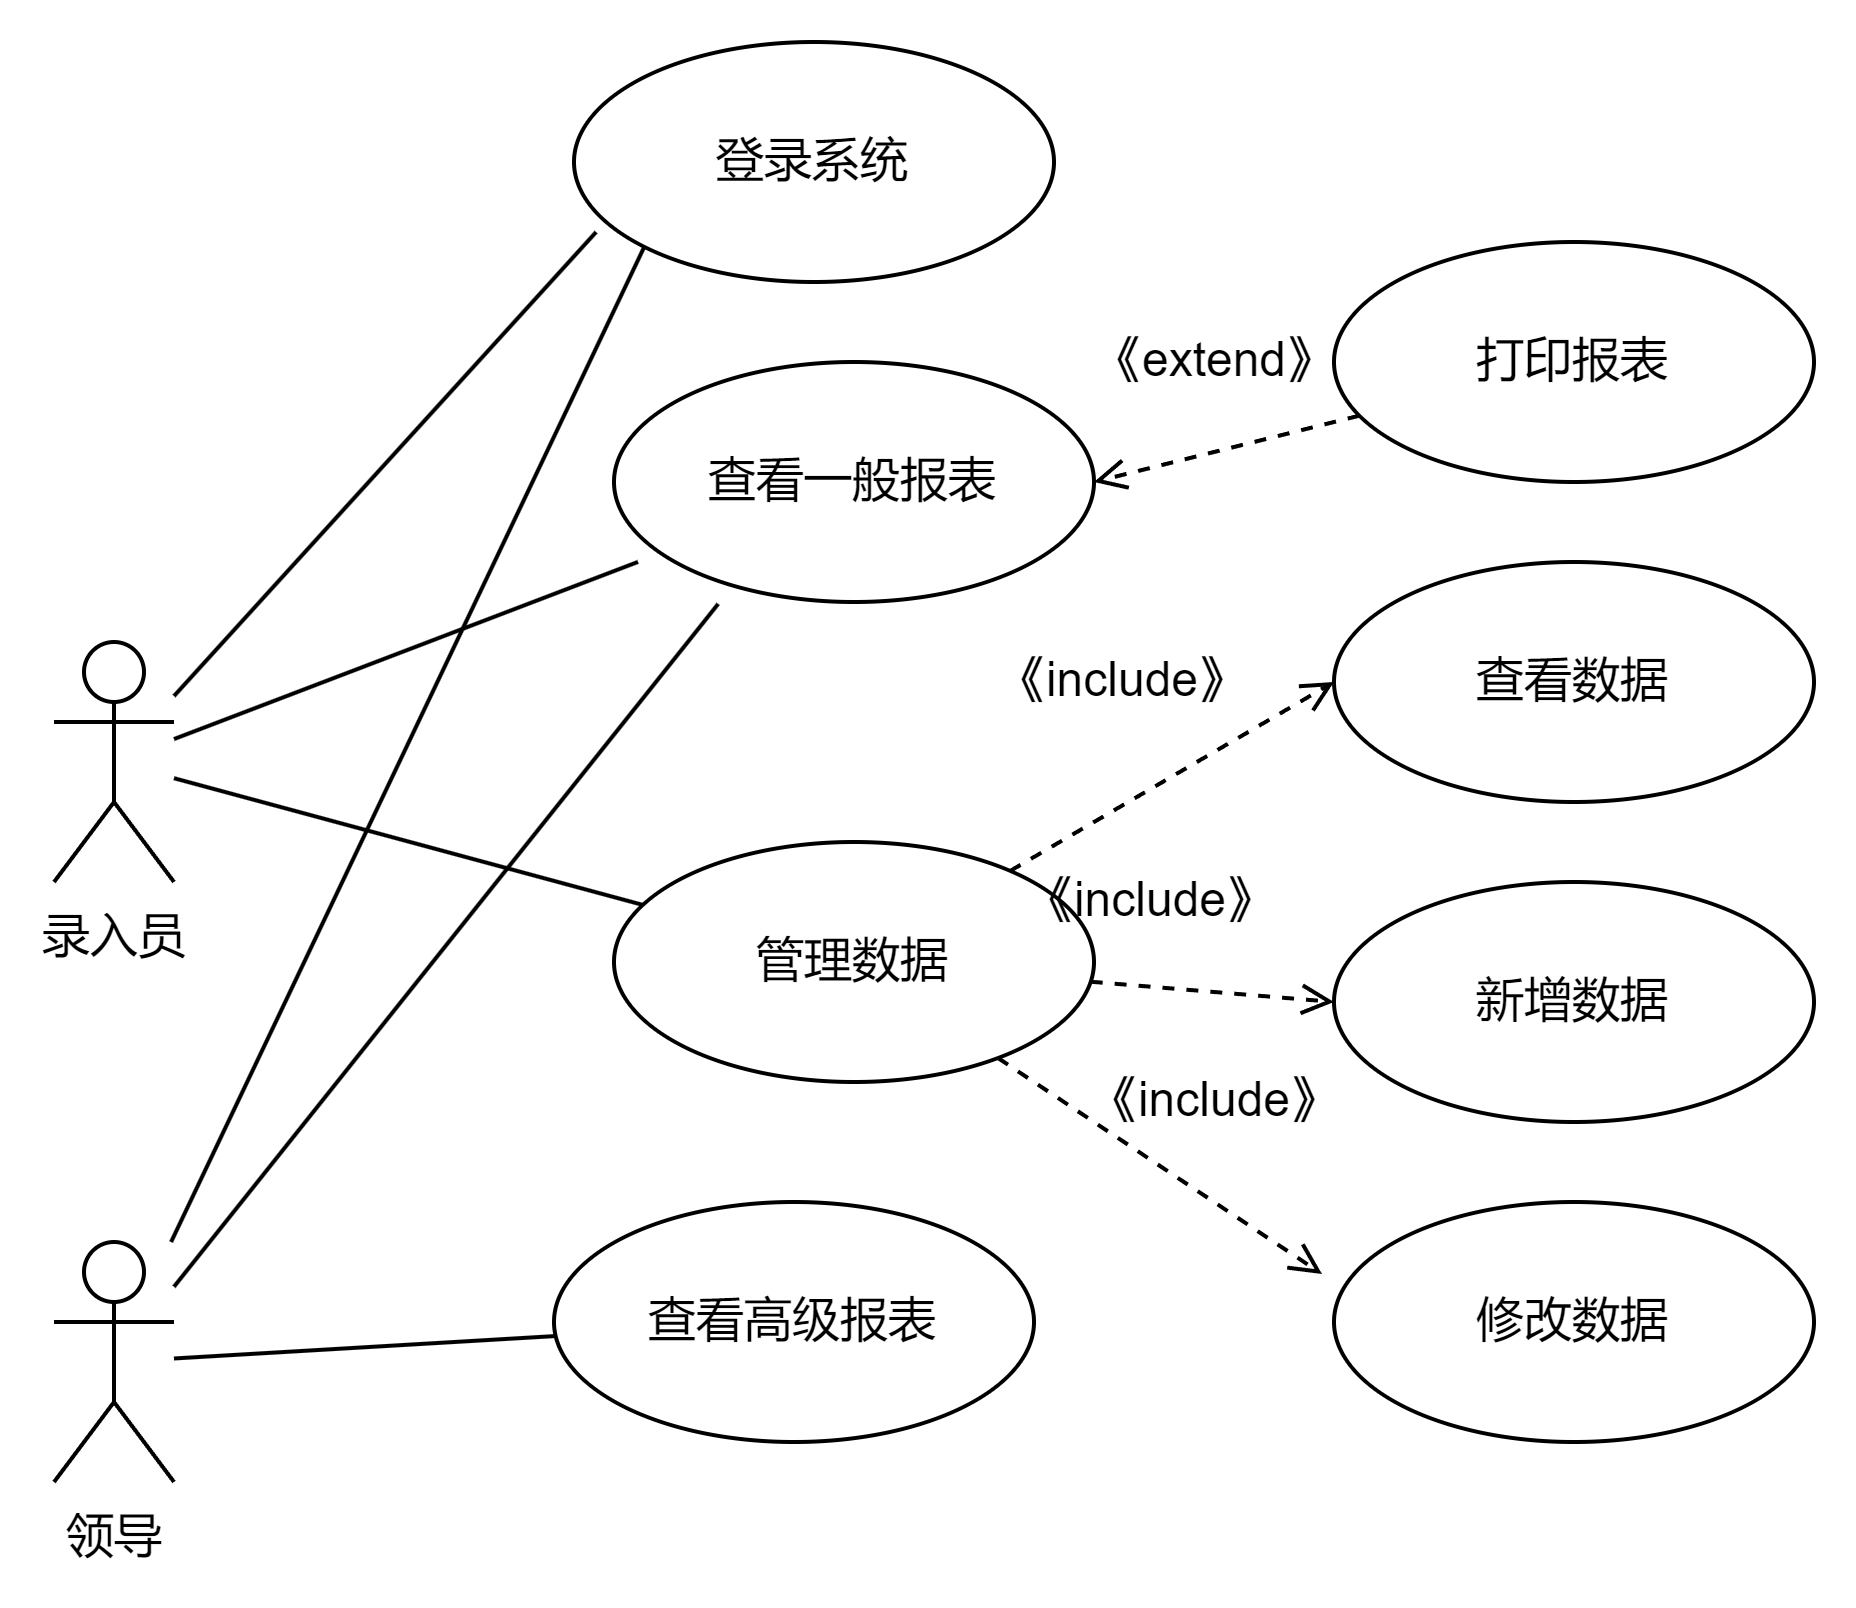 登录系统
《extend》
打印报表
查看一般报表
《include》
查看数据
《include》
录入员
管理数据
新增数据
《include》
查看高级报表
修改数据
领导